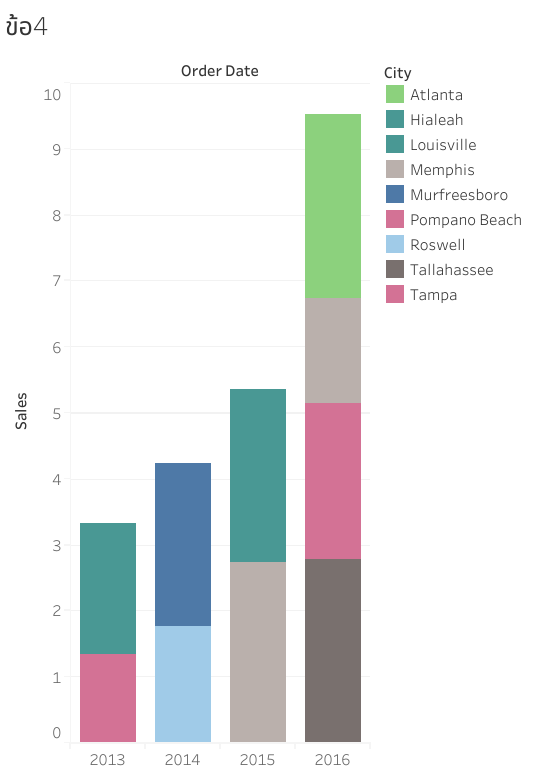 ข้อ4
Order Date
City
Atlanta
Hialeah
Louisville
Memphis
Murfreesboro
Pompano Beach
Roswell
Tallahassee
Tampa
Sales
10
9
8
7
6
5
4
3
2
1
0
2013
2014
2015
2016